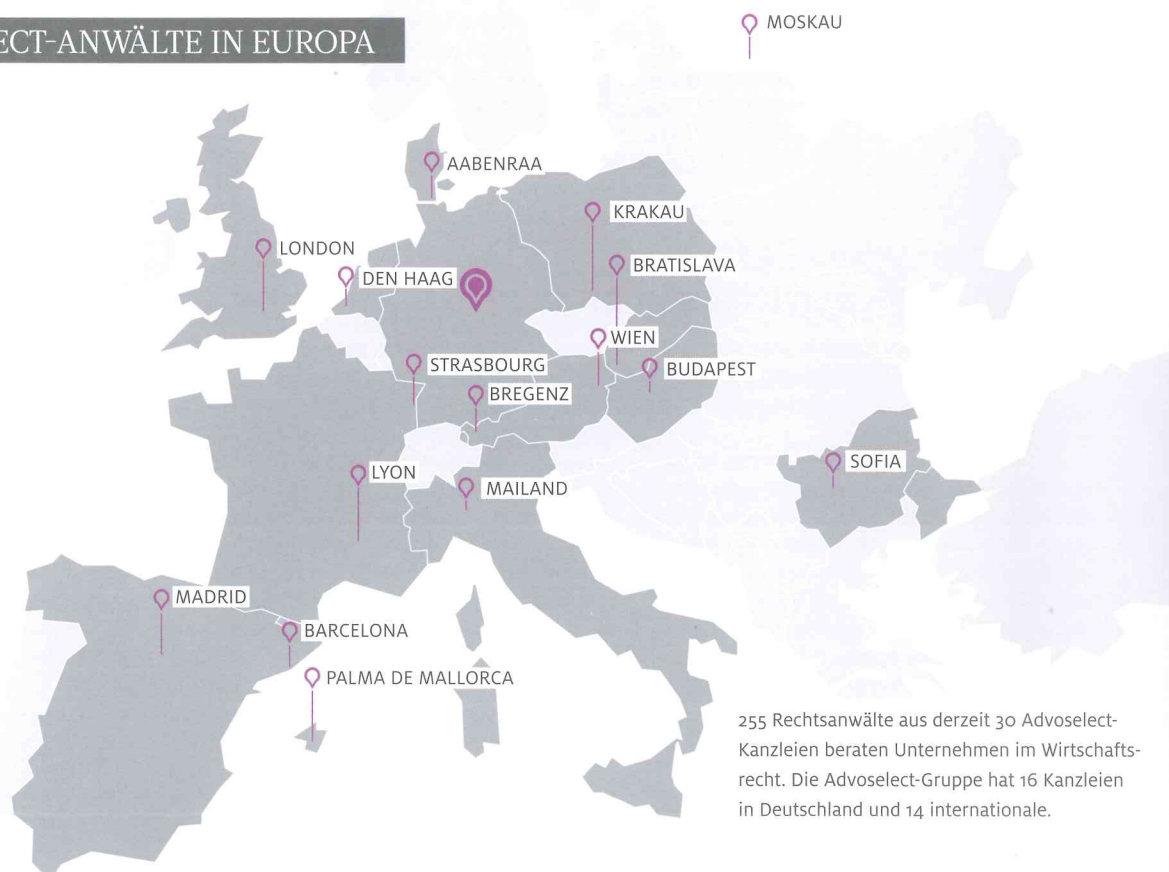 ECT-ANWÄLTE IN EUROPA
MOSKAU
AABENRAA
KRAKAU
LONDON
BRATISLAVA
DEN HAAG
WIEN
STRASBOURG
BUDAPEST
BREGENZ
SOFIA
LYON
MAILAND
MADRID
BARCELONA
PALMA DE MALLORCA
255 Rechtsanwälte aus derzeit 30 Advoselect-
Kanzleien beraten Unternehmen im Wirtschafts-
recht. Die Advoselect-Gruppe hat 16 Kanzleien
in Deutschland und 14 internationale.